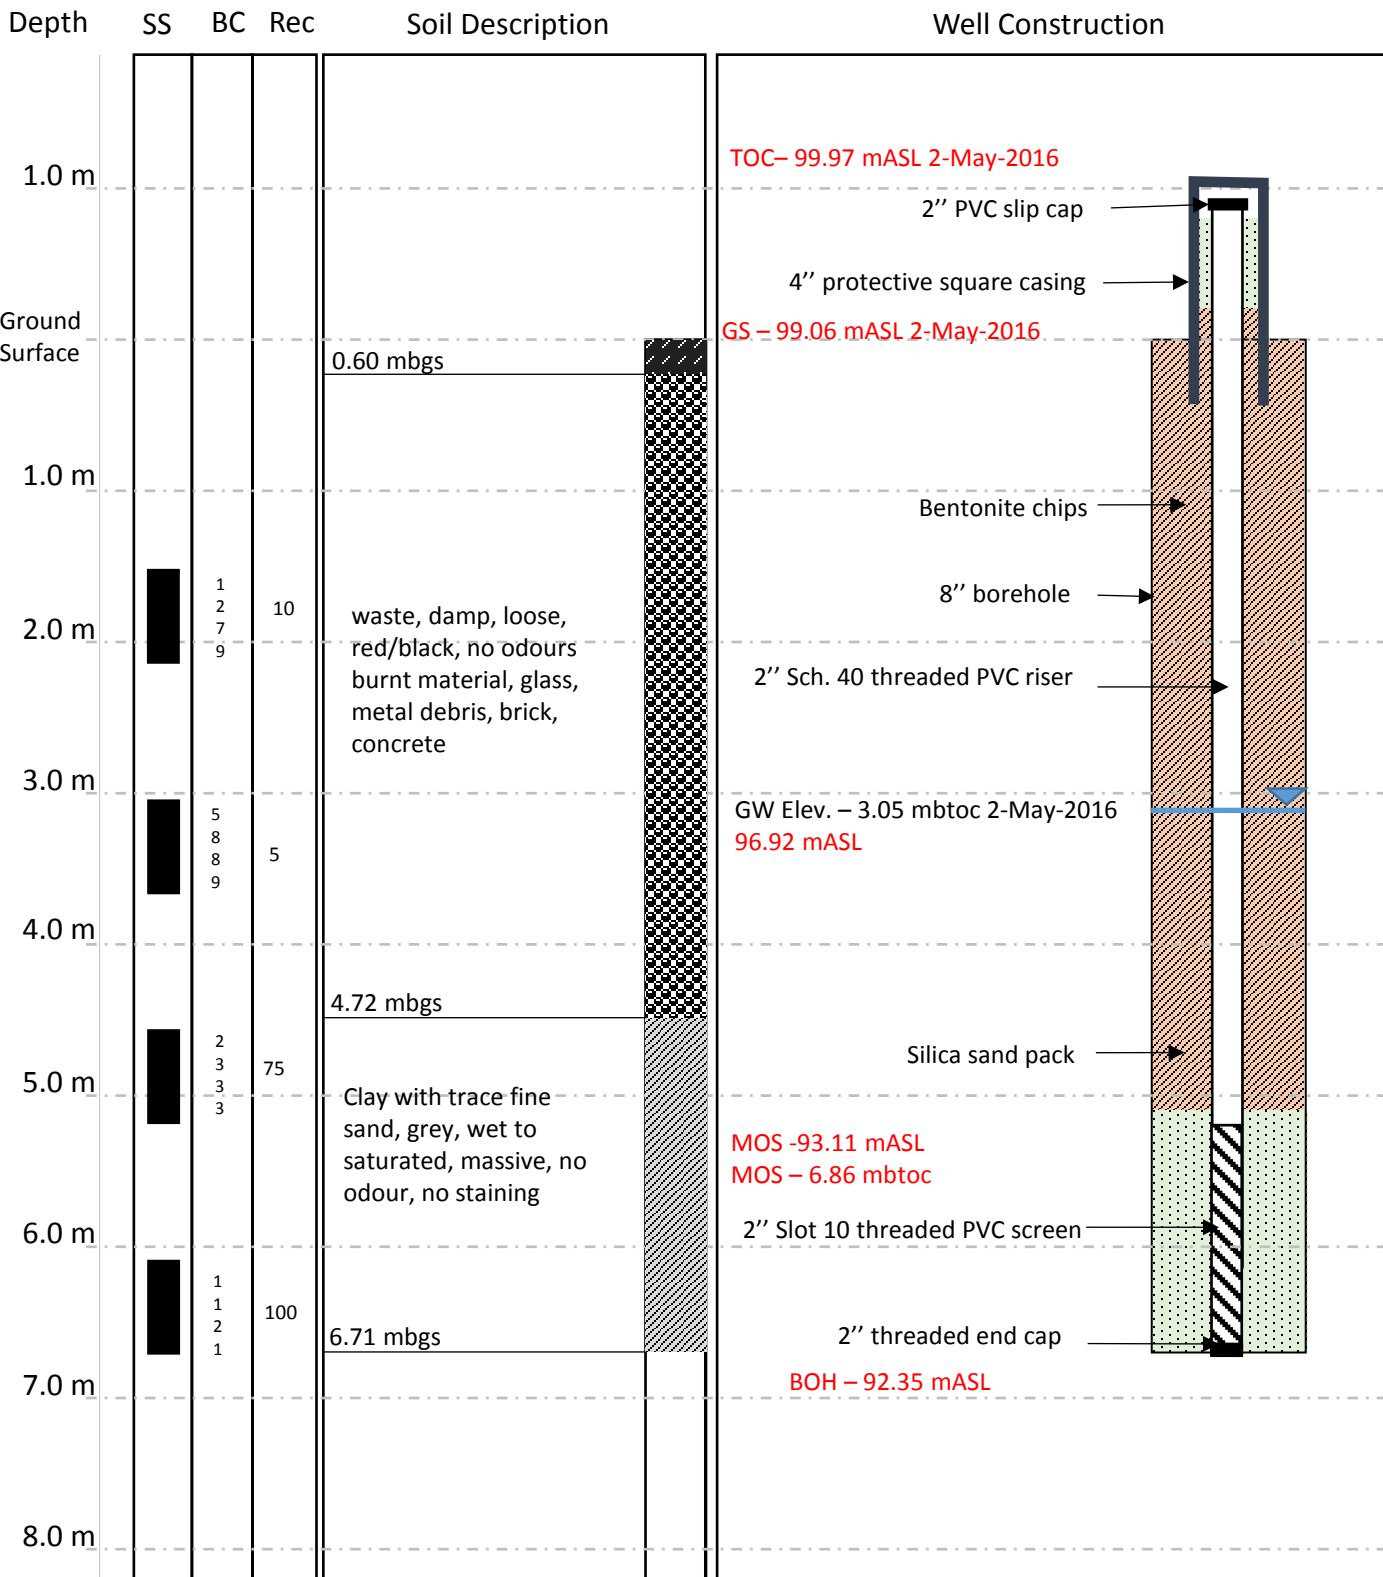 Depth SS BC Rec Soil Description Well Construction
TOC– 99.97 mASL 2-May-2016
1.0 m
2’’ PVC slip cap
4’’ protective square casing
Ground
Surface
GS – 99.06 mASL 2-May-2016
0.60 mbgs
1.0 m
Bentonite chips
1
2
7
9
10
8’’ borehole
2.0 m
waste, damp, loose,
red/black, no odours
burnt material, glass,
metal debris, brick,
concrete
2’’ Sch. 40 threaded PVC riser
3.0 m
GW Elev. – 3.05 mbtoc 2-May-2016
96.92 mASL
5
8
8
9
5
4.0 m
4.72 mbgs
2
3
3
3
75
Silica sand pack
5.0 m
Clay with trace fine
sand, grey, wet to
saturated, massive, no
odour, no staining
MOS -93.11 mASL
MOS – 6.86 mbtoc
6.0 m
2’’ Slot 10 threaded PVC screen
1
1
2
1
100
6.71 mbgs
2’’ threaded end cap
7.0 m
BOH – 92.35 mASL
8.0 m